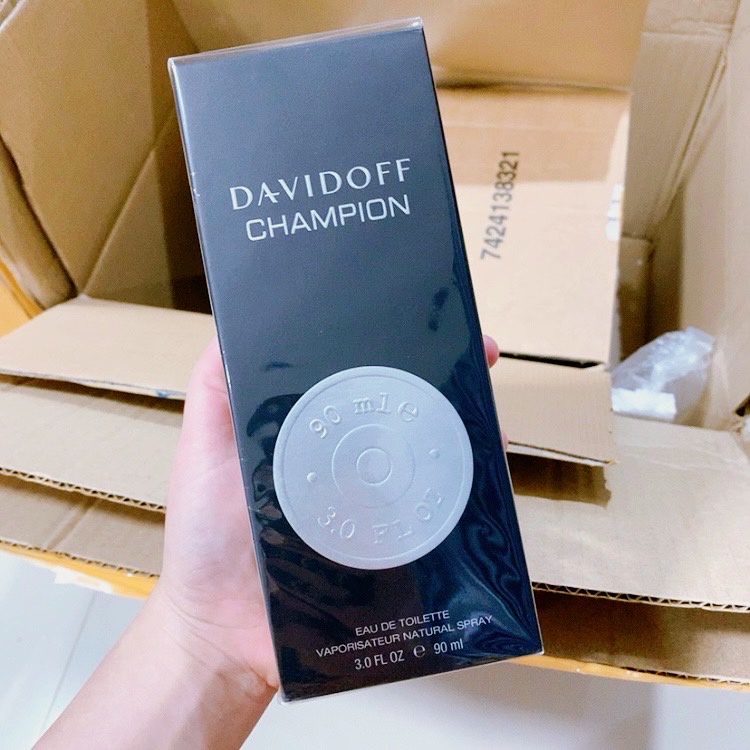 DAVIDOFF
CHAMPION
7424138321
90 ml e
3.0 FL OZ
EAU DE TOILETTE
VAPORISATEUR NATURAL SPRAY
3.0 FL OZ e 90 ml